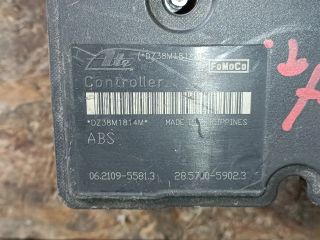 Ate *DZ38M1814M*
FoMoCo
Controller
*DZ38M1814M* MADE IN PHILIPPINES
ABS
06.2109-5581.3 28.5700-5902.3